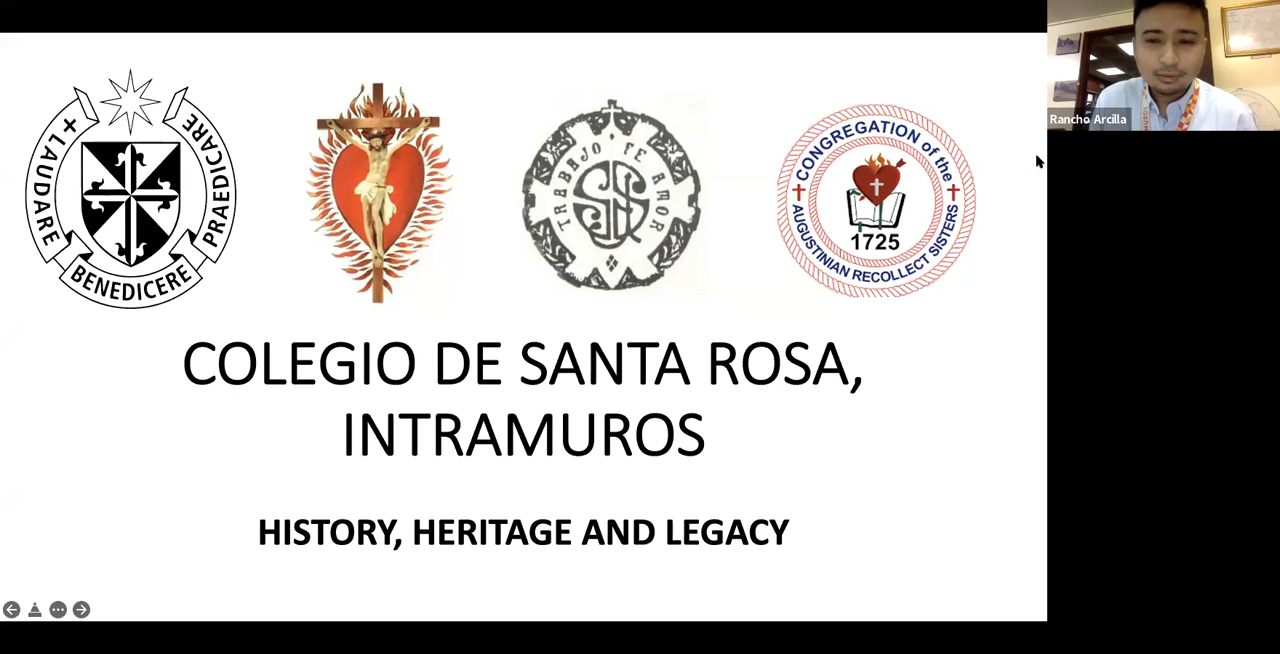 + LAUDARE
BENEDICERE
PRAEDICARE
TRABAJO FE AMOR
CONGREGATION of the
AUGUSTINIAN RECOLLECT SISTERS
1725
Rancho Arcilla
COLEGIO DE SANTA ROSA,
INTRAMUROS
HISTORY, HERITAGE AND LEGACY